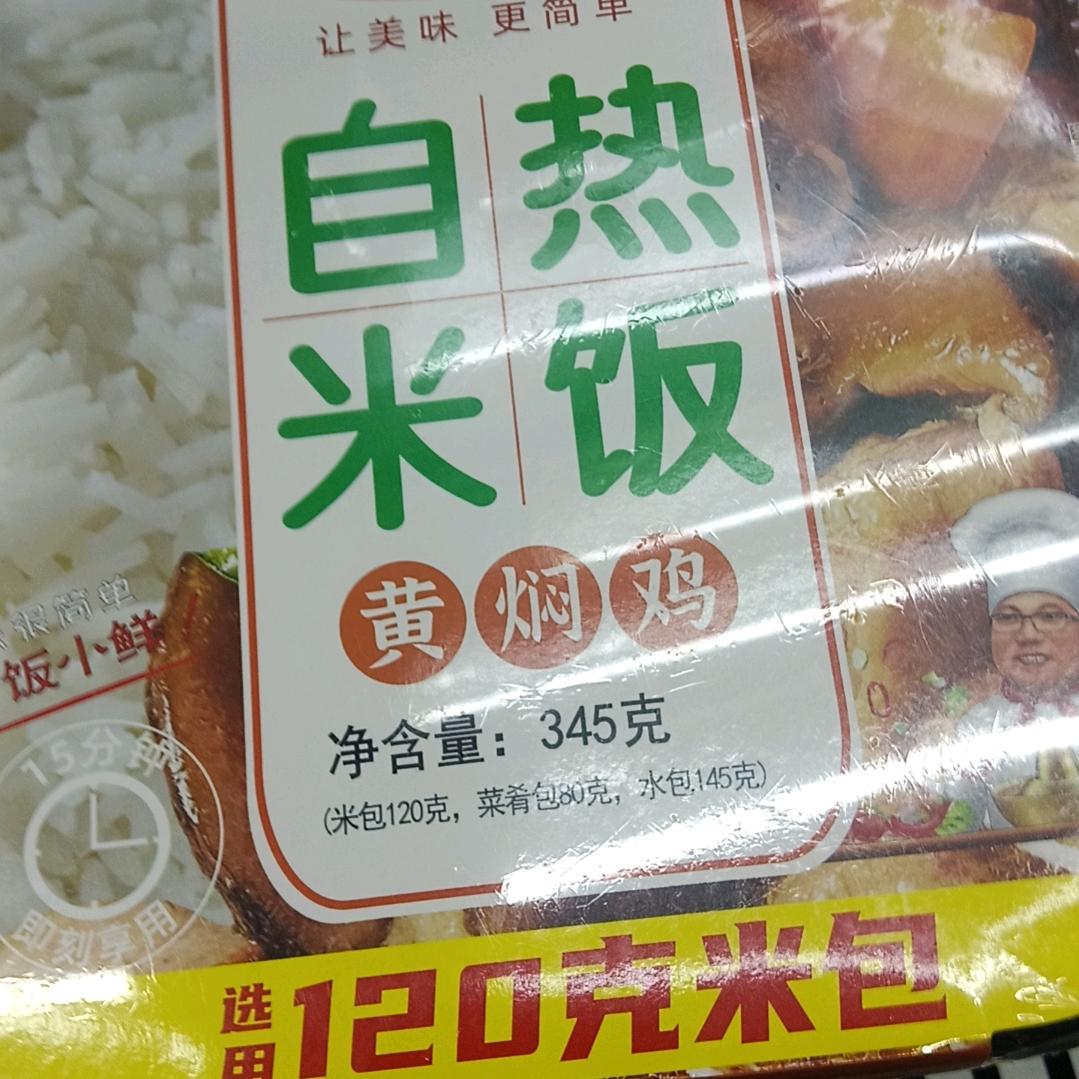 让美味 更简单
自热
米饭
黄焖鸡
净含量：345克
(米包120克，菜肴包80克，水包145克)
很简单
饭小鲜！
15分钟
即刻享用
选用120克米包